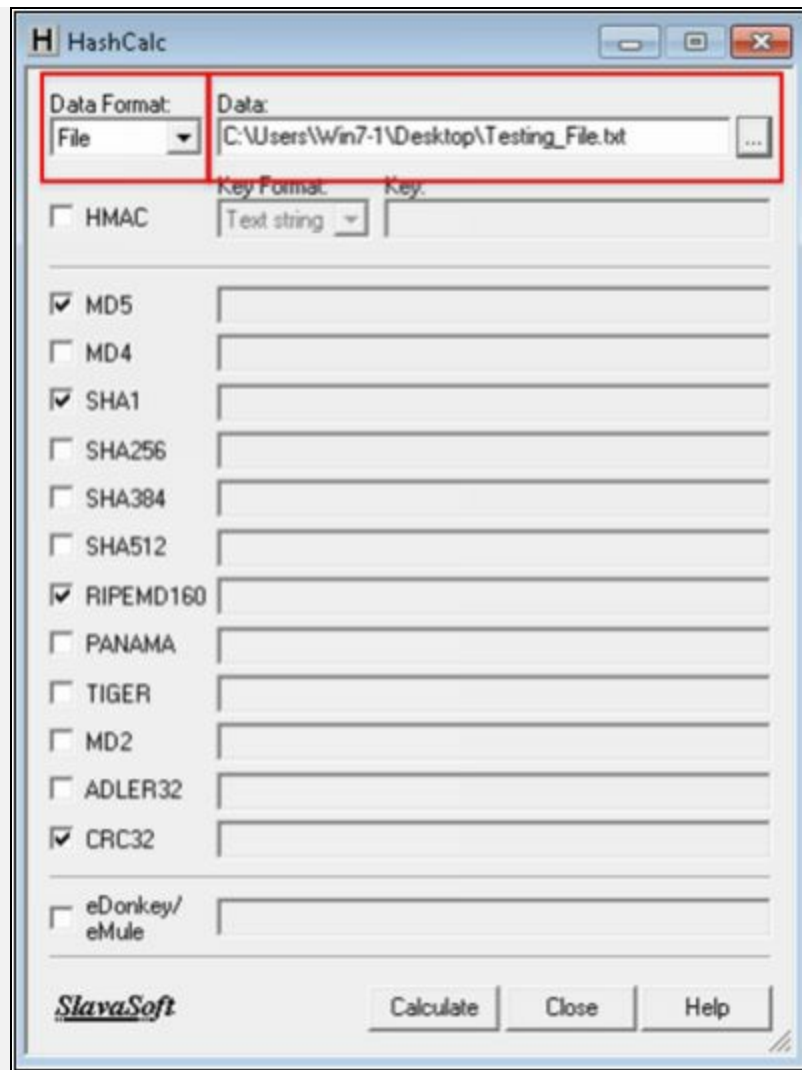 H HashCalc
Data Format: Data:
File C:\Users\Win7-1\Desktop\Testing_File.txt ...
Key Format: Key:
HMAC Text string
MD5
MD4
SHA1
SHA256
SHA384
SHA512
RIPEMD160
PANAMA
TIGER
MD2
ADLER32
CRC32
eDonkey/
eMule
SlavaSoft Calculate Close Help